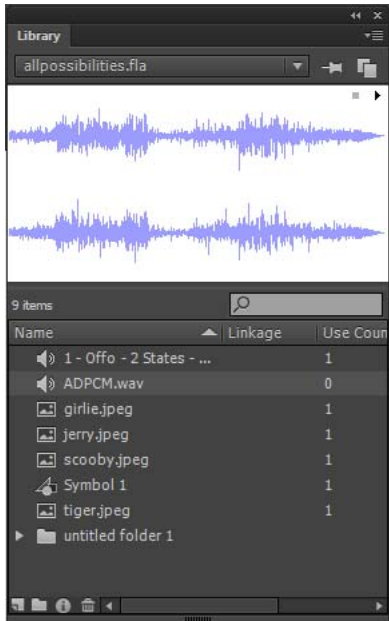 Library
allpossibilities.fla
9 items
Name Linkage Use Coun
1 - Offo - 2 States - ... 1
ADPCM.wav 0
girlie.jpeg 1
jerry.jpeg 1
scooby.jpeg 1
Symbol 1 1
tiger.jpeg 1
untitled folder 1